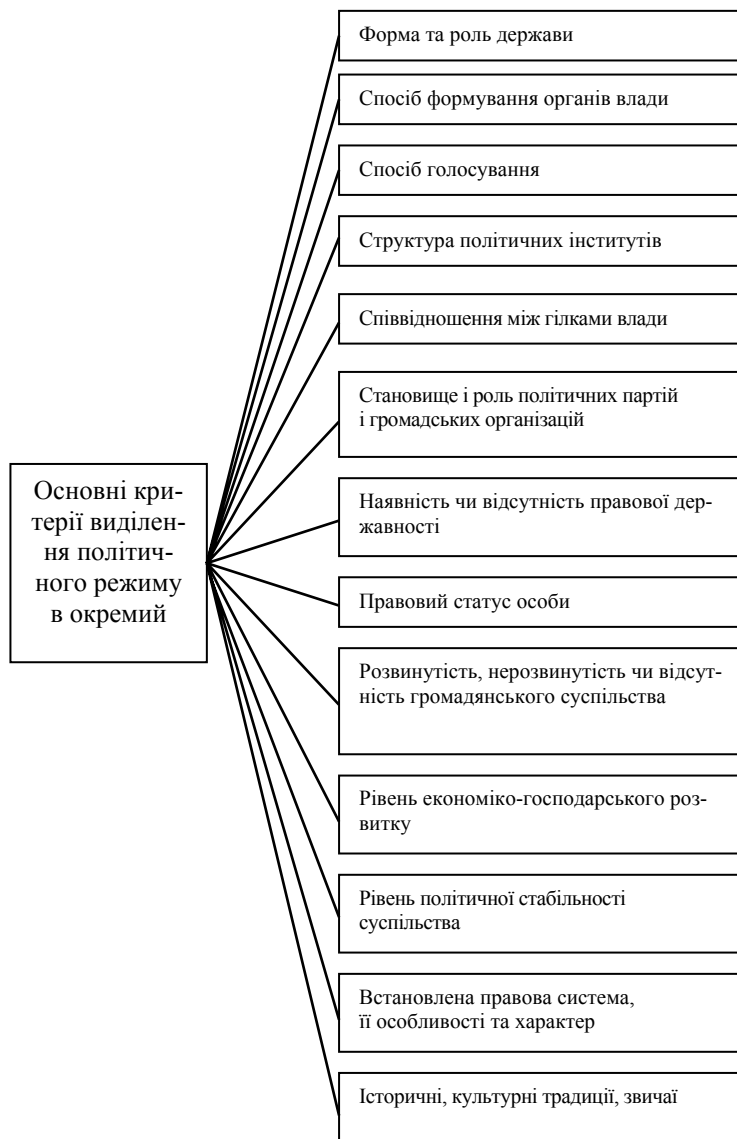 Форма та роль держави
Спосіб формування органів влади
Спосіб голосування
Структура політичних інститутів
Співвідношення між гілками влади
Становище і роль політичних партій
і громадських організацій
Основні кри-
терії виділен-
ня політич-
ного режиму
в окремий
Наявність чи відсутність правової дер-
жавності
Правовий статус особи
Розвинутість, нерозвинутість чи відсут-
ність громадянського суспільства
Рівень економіко-господарського роз-
витку
Рівень політичної стабільності
суспільства
Встановлена правова система,
її особливості та характер
Історичні, культурні традиції, звичаї